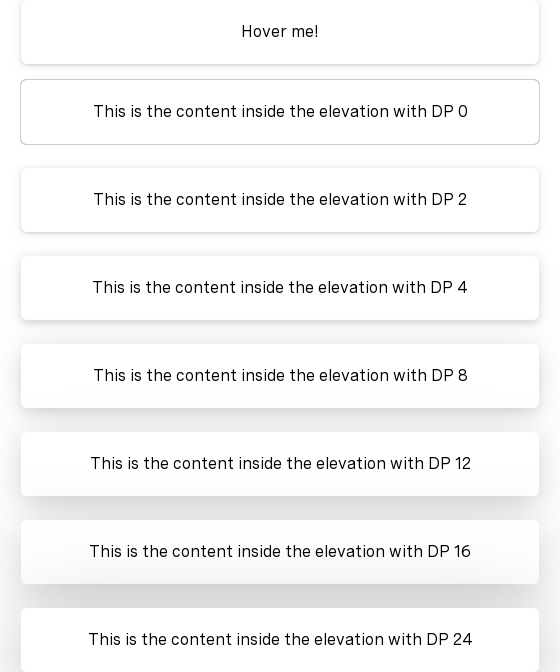 Hover me!
This is the content inside the elevation with DP 0
This is the content inside the elevation with DP 2
This is the content inside the elevation with DP 4
This is the content inside the elevation with DP 8
This is the content inside the elevation with DP 12
This is the content inside the elevation with DP 16
This is the content inside the elevation with DP 24